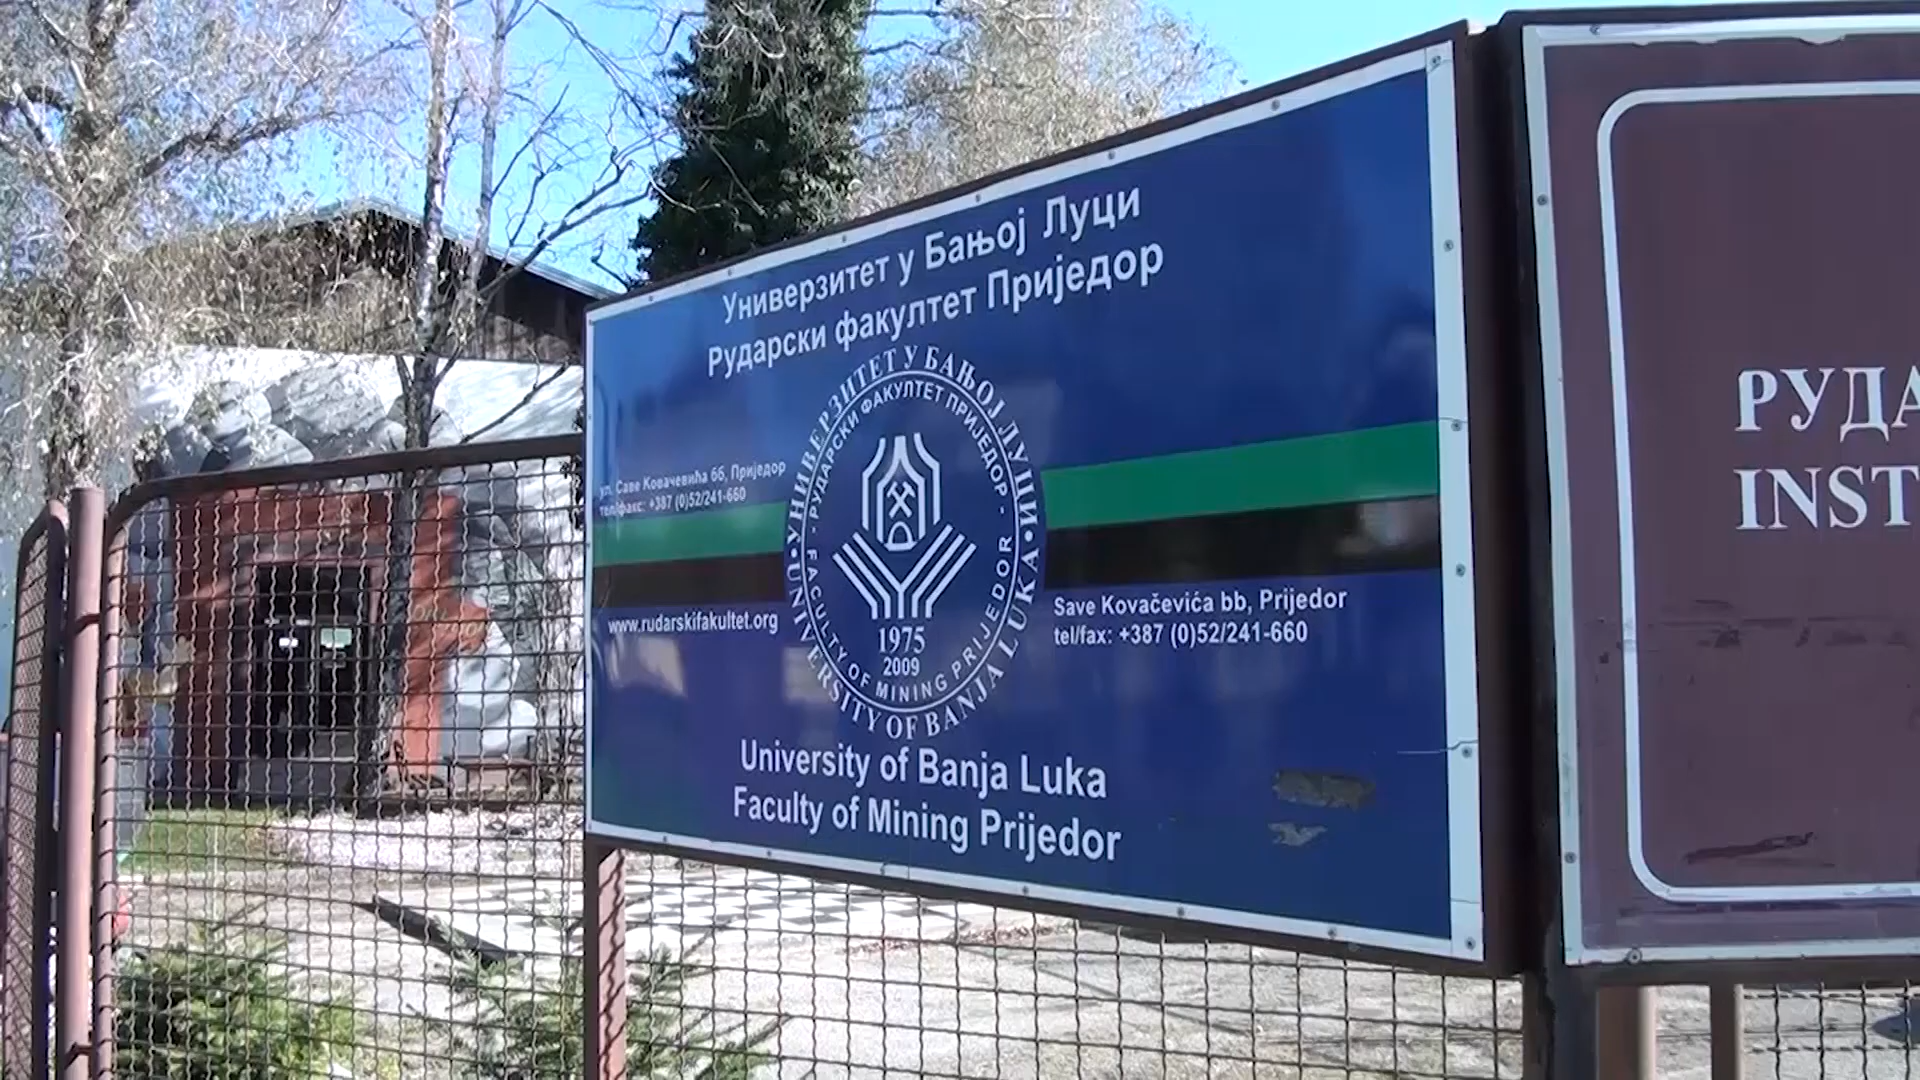 Универзитет у Бањој Луци
Рударски факултет Приједор
УНИВЕРЗИТЕТ У БАЊОЈ ЛУЦИ
РУДАРСКИ ФАКУЛТЕТ ПРИЈЕДОР
ул. Саве Ковачевића бб, Приједор
тел/факс: +387 (0)52/241-660
www.rudarskifakultet.org
1975
2009
FACULTY OF MINING PRIJEDOR
UNIVERSITY OF BANJA LUKA
Save Kovačevića bb, Prijedor
tel/fax: +387 (0)52/241-660
University of Banja Luka
Faculty of Mining Prijedor
РУДА
INST